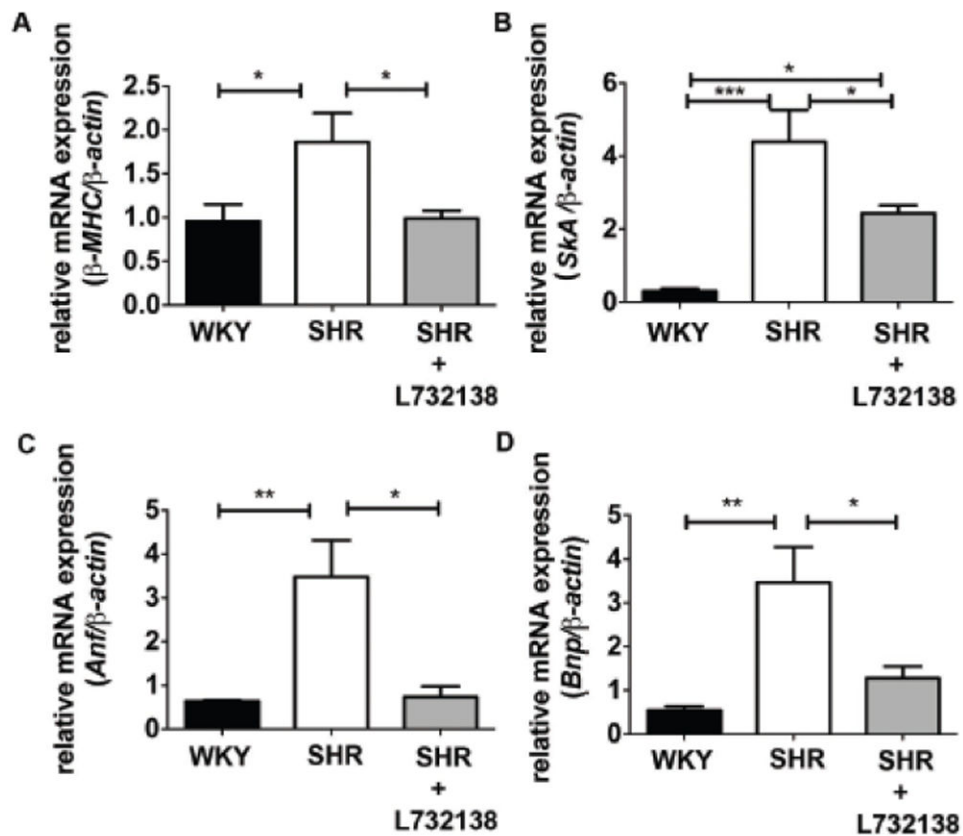 A
relative mRNA expression
(β-MHC/β-actin)
2.5
2.0
1.5
1.0
0.5
0.0
*
*
WKY
SHR
SHR
+
L732138
B
relative mRNA expression
(SkA/β-actin)
6
4
2
0
*
***
*
WKY
SHR
SHR
+
L732138
C
relative mRNA expression
(Anf/β-actin)
5
4
3
2
1
0
**
*
WKY
SHR
SHR
+
L732138
D
relative mRNA expression
(Bnp/β-actin)
5
4
3
2
1
0
**
*
WKY
SHR
SHR
+
L732138